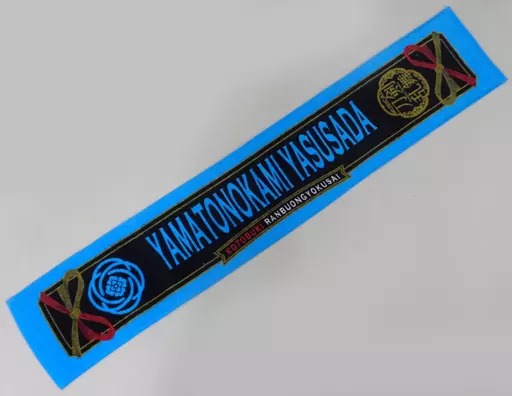 YAMATONOKAMI YASUSADA
KOTOBUKI RANBUONGYOKUSAI